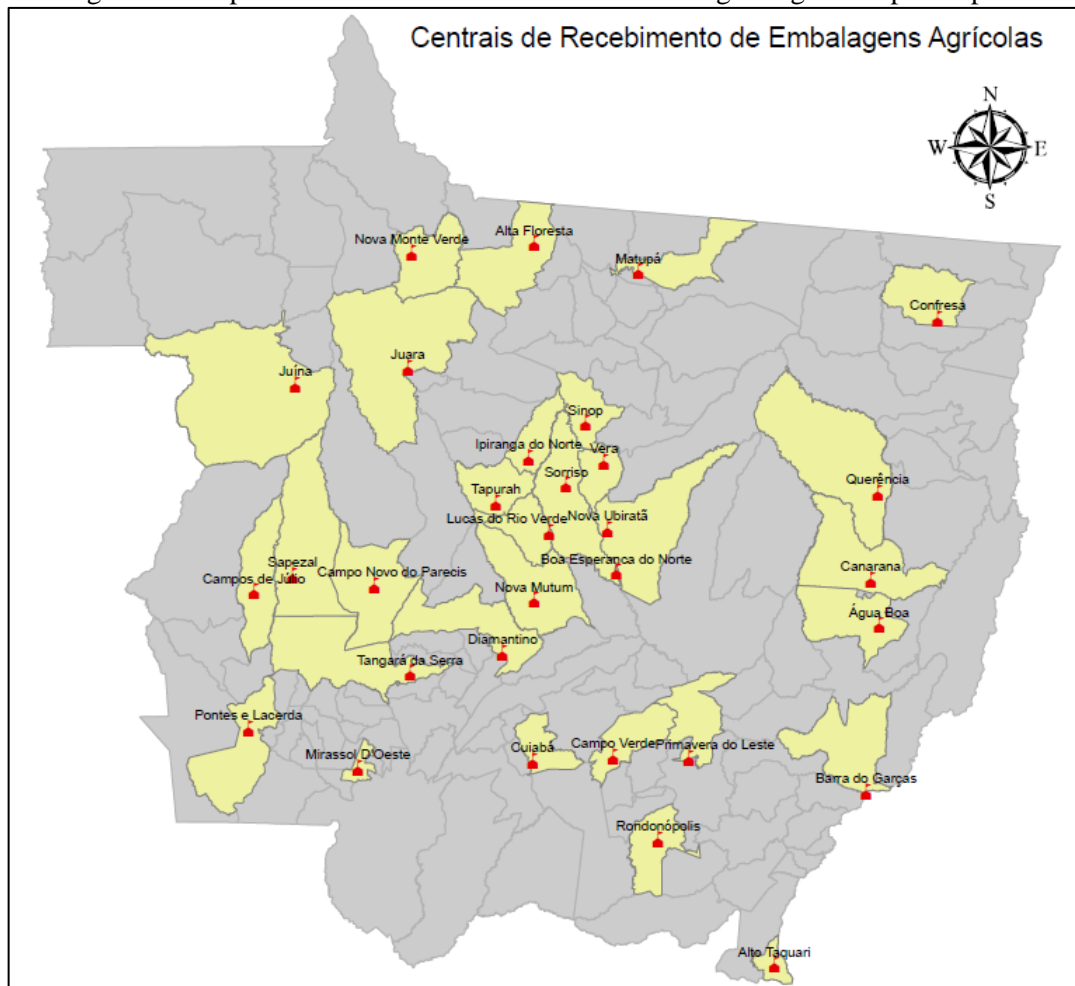 Centrais de Recebimento de Embalagens Agrícolas
N
W
E
S
Nova Monte Verde
Alta Floresta
Matupá
Confresa
Juína
Juara
Sinop
Ipiranga do Norte
Vera
Sorriso
Tapurah
Querência
Lucas do Rio Verde
Nova Ubiratã
Boa Esperança do Norte
Sapezal
Campos de Júlio
Campo Novo do Parecis
Nova Mutum
Canarana
Água Boa
Diamantino
Tangará da Serra
Pontes e Lacerda
Mirassol D'Oeste
Cuiabá
Campo Verde
Primavera do Leste
Barra do Garças
Rondonópolis
Alto Taquari